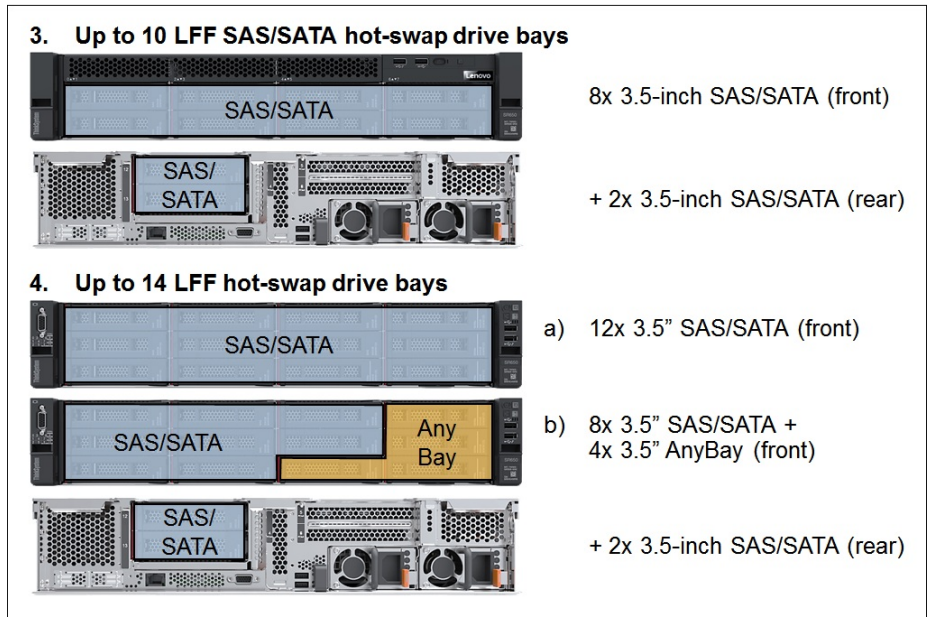 3. Up to 10 LFF SAS/SATA hot-swap drive bays
Lenovo
SAS/SATA
8x 3.5-inch SAS/SATA (front)
SAS/
SATA
+ 2x 3.5-inch SAS/SATA (rear)
4. Up to 14 LFF hot-swap drive bays
SAS/SATA
a) 12x 3.5” SAS/SATA (front)
SAS/SATA
Any
Bay
b) 8x 3.5” SAS/SATA +
4x 3.5” AnyBay (front)
SAS/
SATA
+ 2x 3.5-inch SAS/SATA (rear)